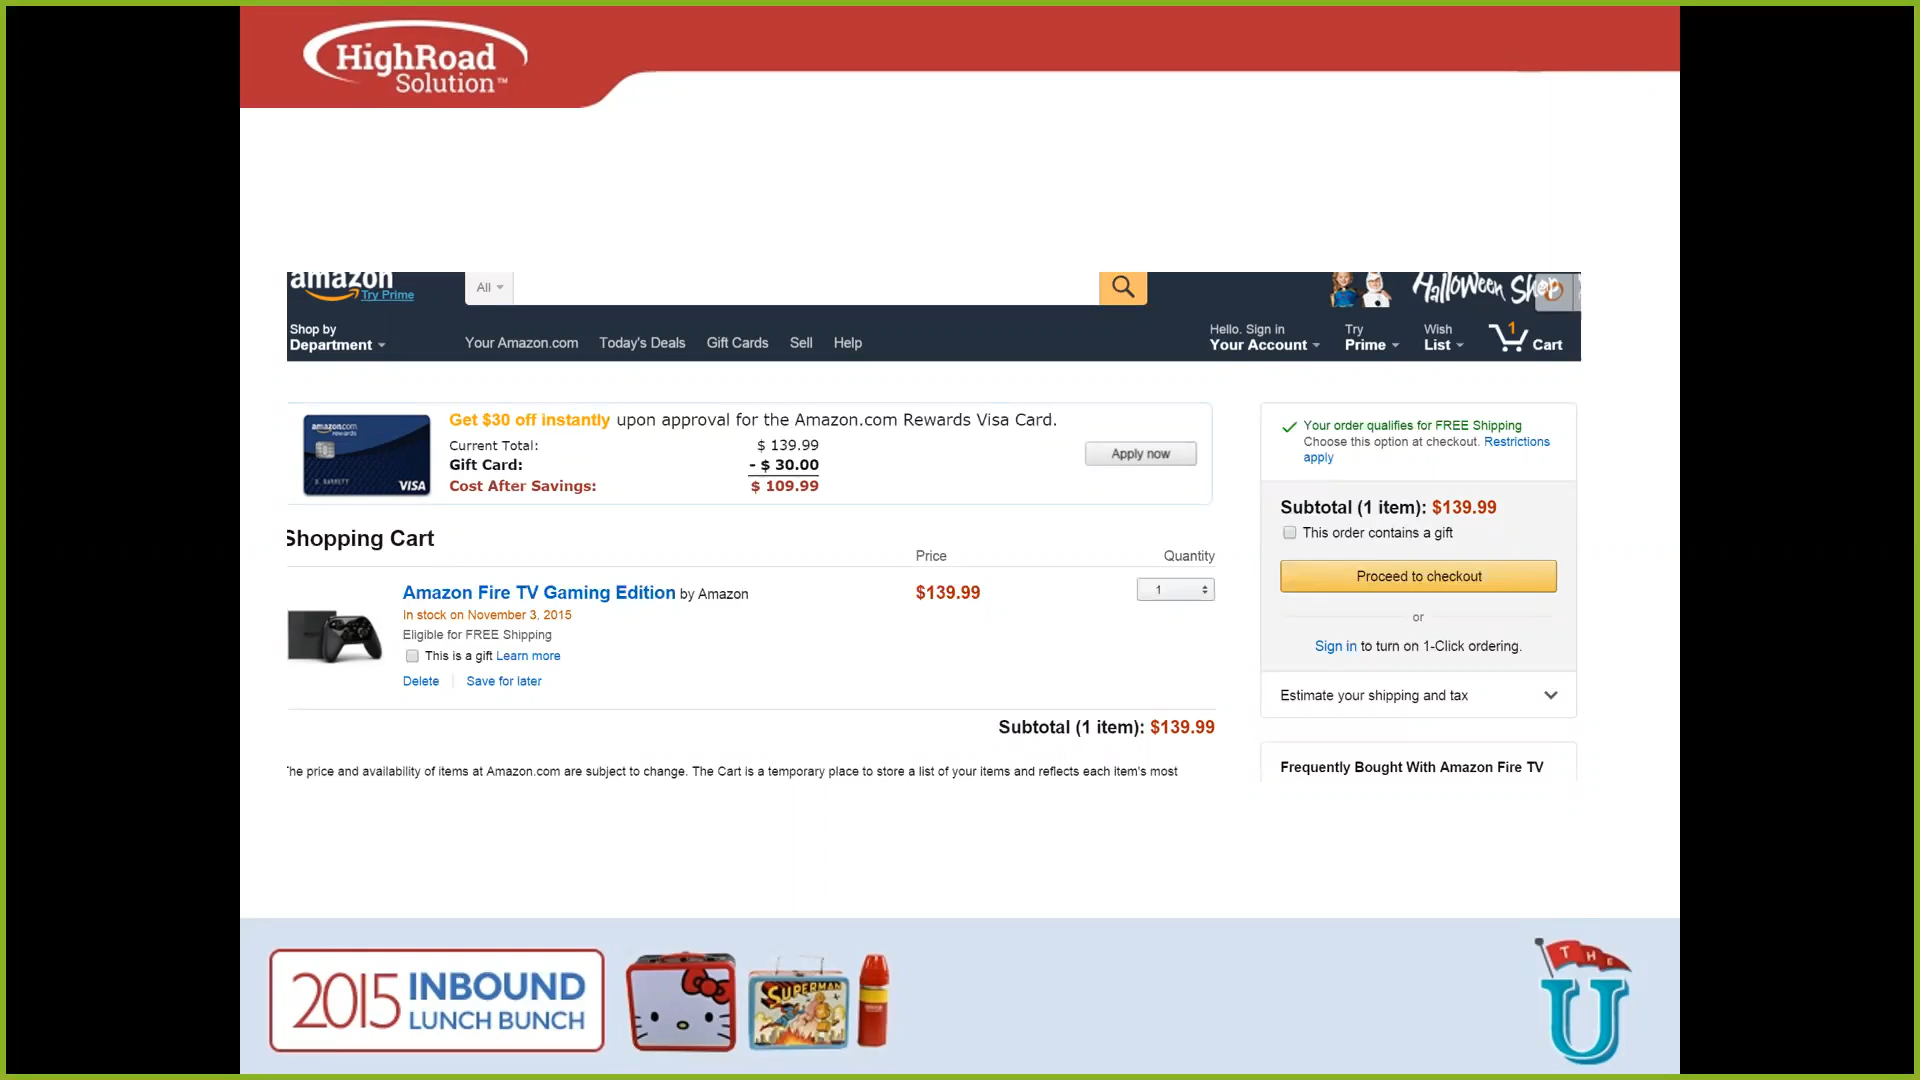 HighRoad
Solution™
amazon
Try Prime
All
Halloween Shop
Shop by
Department
Your Amazon.com
Today's Deals
Gift Cards
Sell
Help
Hello. Sign in
Your Account
Try
Prime
Wish
List
1
Cart
amazon.com
rewards
VISA
Get $30 off instantly upon approval for the Amazon.com Rewards Visa Card.
Current Total: $ 139.99
Gift Card: - $ 30.00
Cost After Savings: $ 109.99
Apply now
Your order qualifies for FREE Shipping
Choose this option at checkout. Restrictions
apply
Subtotal (1 item): $139.99
This order contains a gift
Proceed to checkout
or
Sign in to turn on 1-Click ordering.
Estimate your shipping and tax
Frequently Bought With Amazon Fire TV
Shopping Cart
Price
Quantity
Amazon Fire TV Gaming Edition by Amazon
$139.99
1
In stock on November 3, 2015
Eligible for FREE Shipping
This is a gift Learn more
Delete
Save for later
Subtotal (1 item): $139.99
The price and availability of items at Amazon.com are subject to change. The Cart is a temporary place to store a list of your items and reflects each item's most
2015 INBOUND
LUNCH BUNCH
SUPERMAN
THE
U